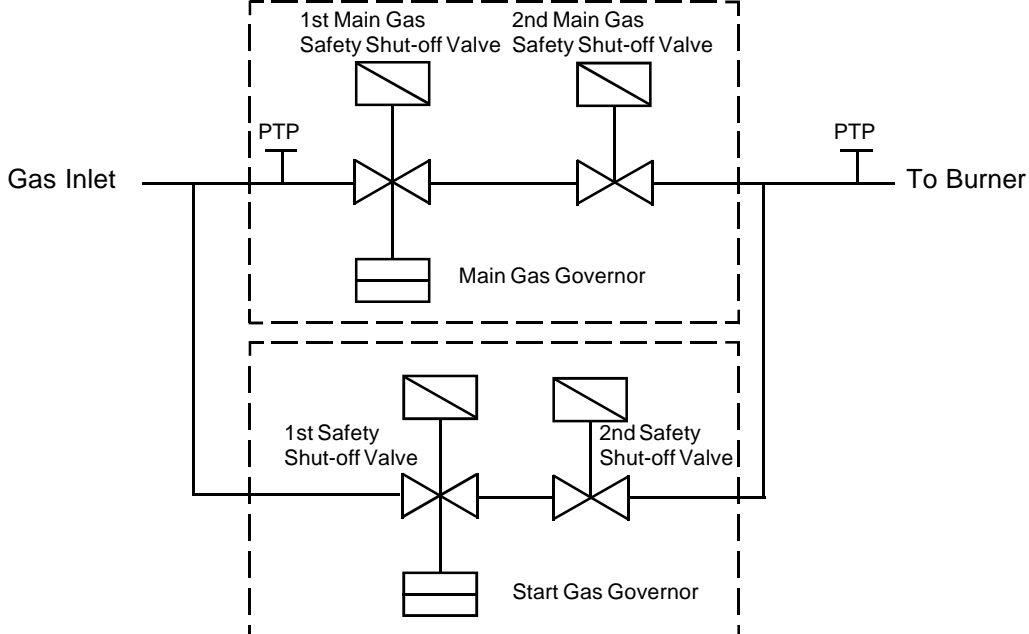 1st Main Gas
Safety Shut-off Valve
2nd Main Gas
Safety Shut-off Valve
PTP
PTP
Gas Inlet
To Burner
Main Gas Governor
1st Safety
Shut-off Valve
2nd Safety
Shut-off Valve
Start Gas Governor